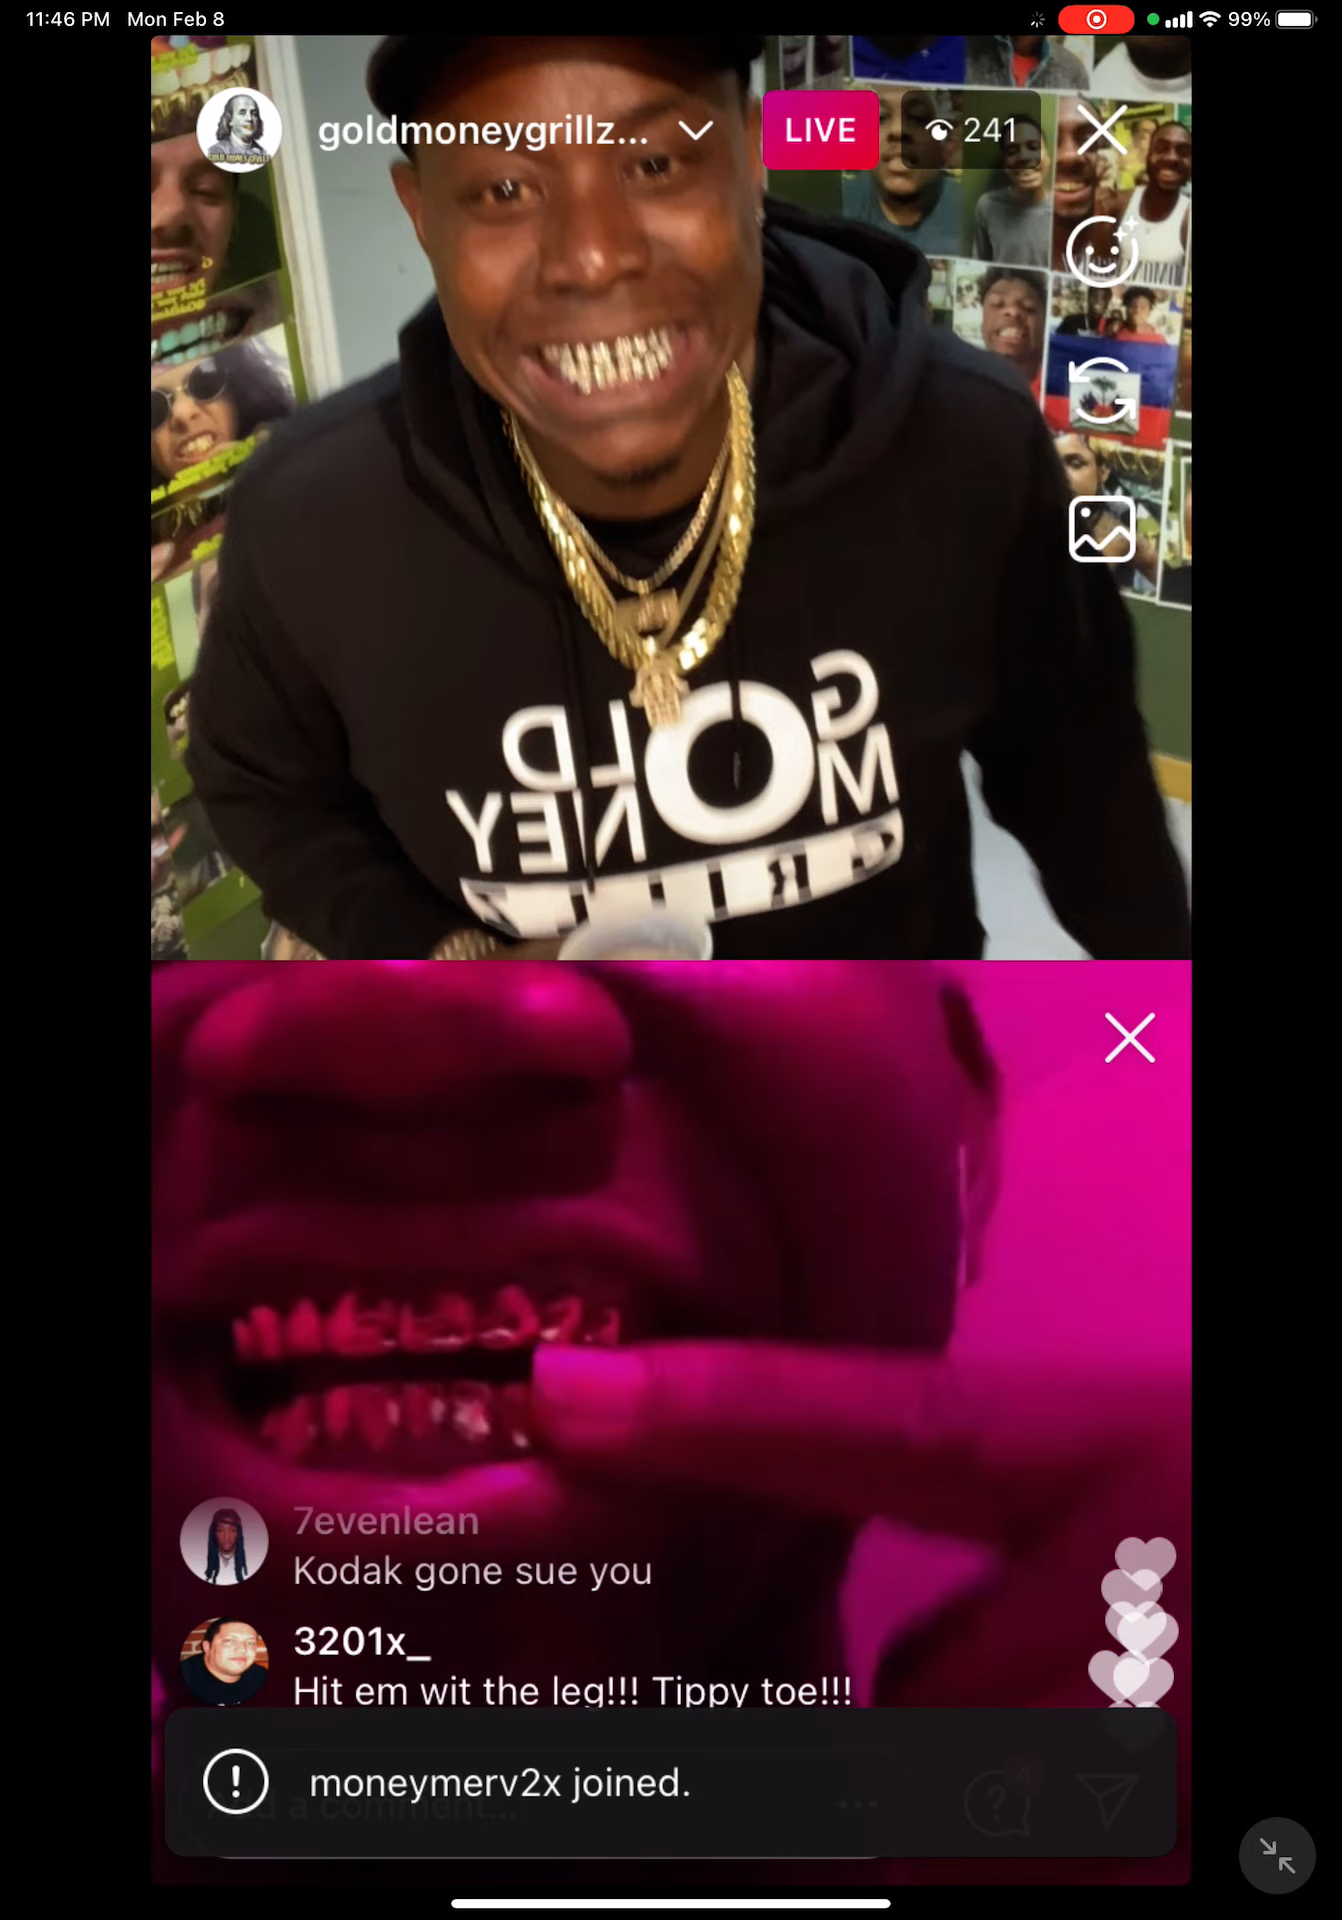 11:46 PM Mon Feb 8
99%
goldmoneygrillz...
LIVE
241
GOLD
MONEY
GRILLZ
7evenlean
Kodak gone sue you
3201x_
Hit em wit the leg!!! Tippy toe!!!
moneymerv2x joined.